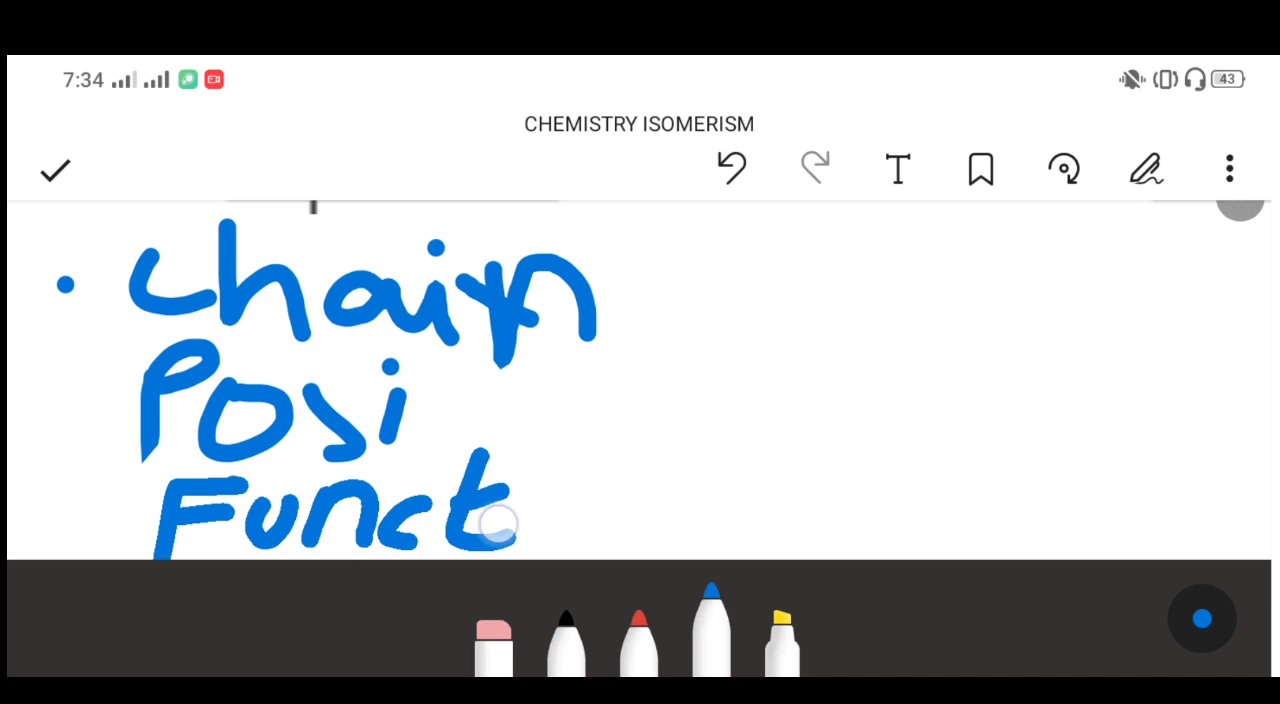 7:34 43
CHEMISTRY ISOMERISM
T
• Chain
Posi
Funct